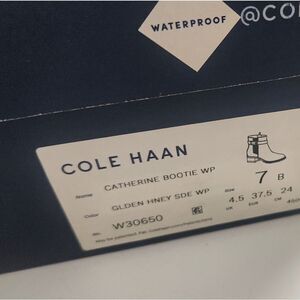 WATERPROOF
@CO
COLE HAAN
Name CATHERINE BOOTIE WP
Size 7 B
Color GLDEN HNEY SDE WP
4.5 37.5 24
UK EUR CM
No. W30650